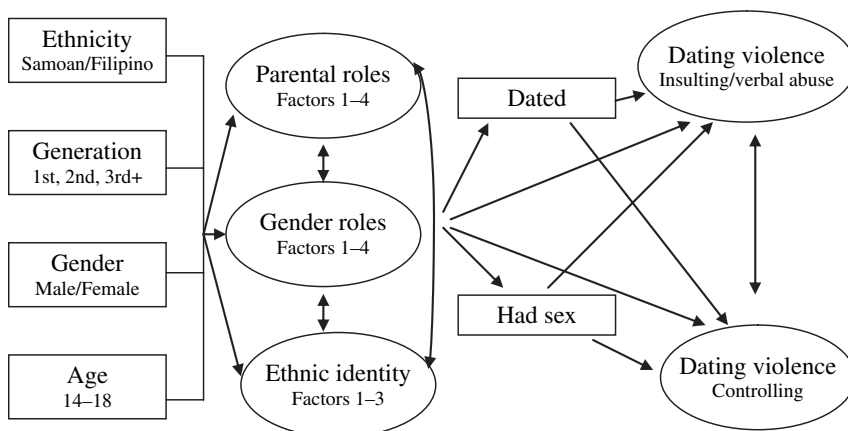 Ethnicity
Samoan/Filipino
Generation
1st, 2nd, 3rd+
Gender
Male/Female
Age
14–18
Parental roles
Factors 1–4
Gender roles
Factors 1–4
Ethnic identity
Factors 1–3
Dated
Had sex
Dating violence
Insulting/verbal abuse
Dating violence
Controlling